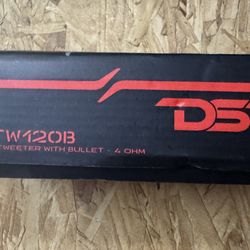 DS
TW120B
TWEETER WITH BULLET - 4 OHM